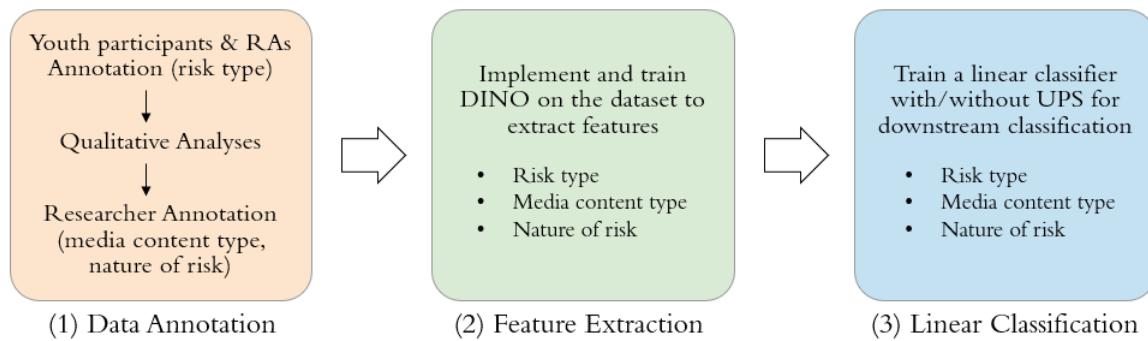 Youth participants & RAs
Annotation (risk type)
Qualitative Analyses
Researcher Annotation
(media content type,
nature of risk)
(1) Data Annotation
Implement and train
DINO on the dataset to
extract features
• Risk type
• Media content type
• Nature of risk
(2) Feature Extraction
Train a linear classifier
with/without UPS for
downstream classification
• Risk type
• Media content type
• Nature of risk
(3) Linear Classification